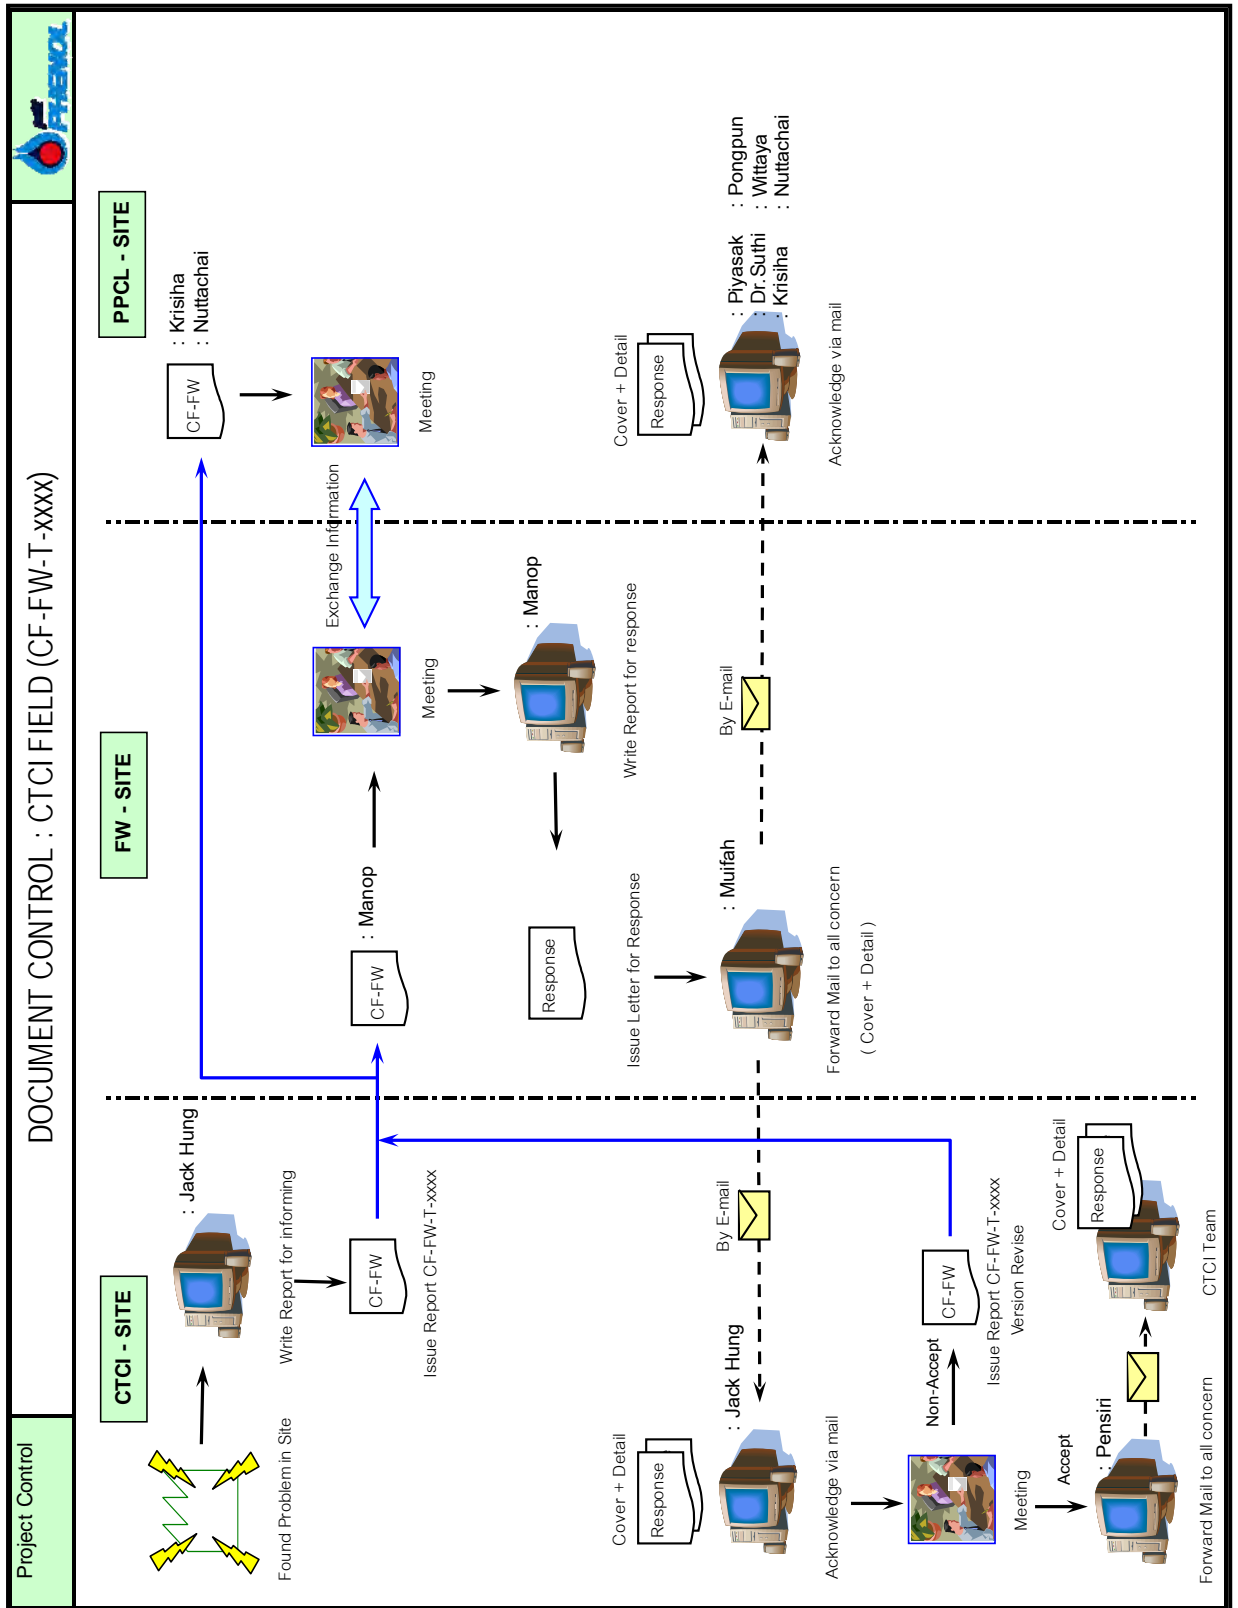 Project Control
DOCUMENT CONTROL : CTCI FIELD (CF-FW-T-xxxx)
PHENOL
CTCI - SITE
FW - SITE
PPCL - SITE
Found Problem in Site
: Jack Hung
Write Report for informing
CF-FW
Issue Report CF-FW-T-xxxx
CF-FW
: Manop
CF-FW
: Krisiha
: Nuttachai
Meeting
Exchange Information
Meeting
: Manop
Write Report for response
Response
Issue Letter for Response
: Muifah
Forward Mail to all concern
( Cover + Detail )
By E-mail
Cover + Detail
Response
: Piyasak : Pongpun
: Dr.Suthi : Wittaya
: Krisiha : Nuttachai
Acknowledge via mail
By E-mail
Cover + Detail
Response
: Jack Hung
Acknowledge via mail
Meeting
Non-Accept
CF-FW
Issue Report CF-FW-T-xxxx
Version Revise
Accept
: Pensiri
Forward Mail to all concern
Cover + Detail
Response
CTCI Team